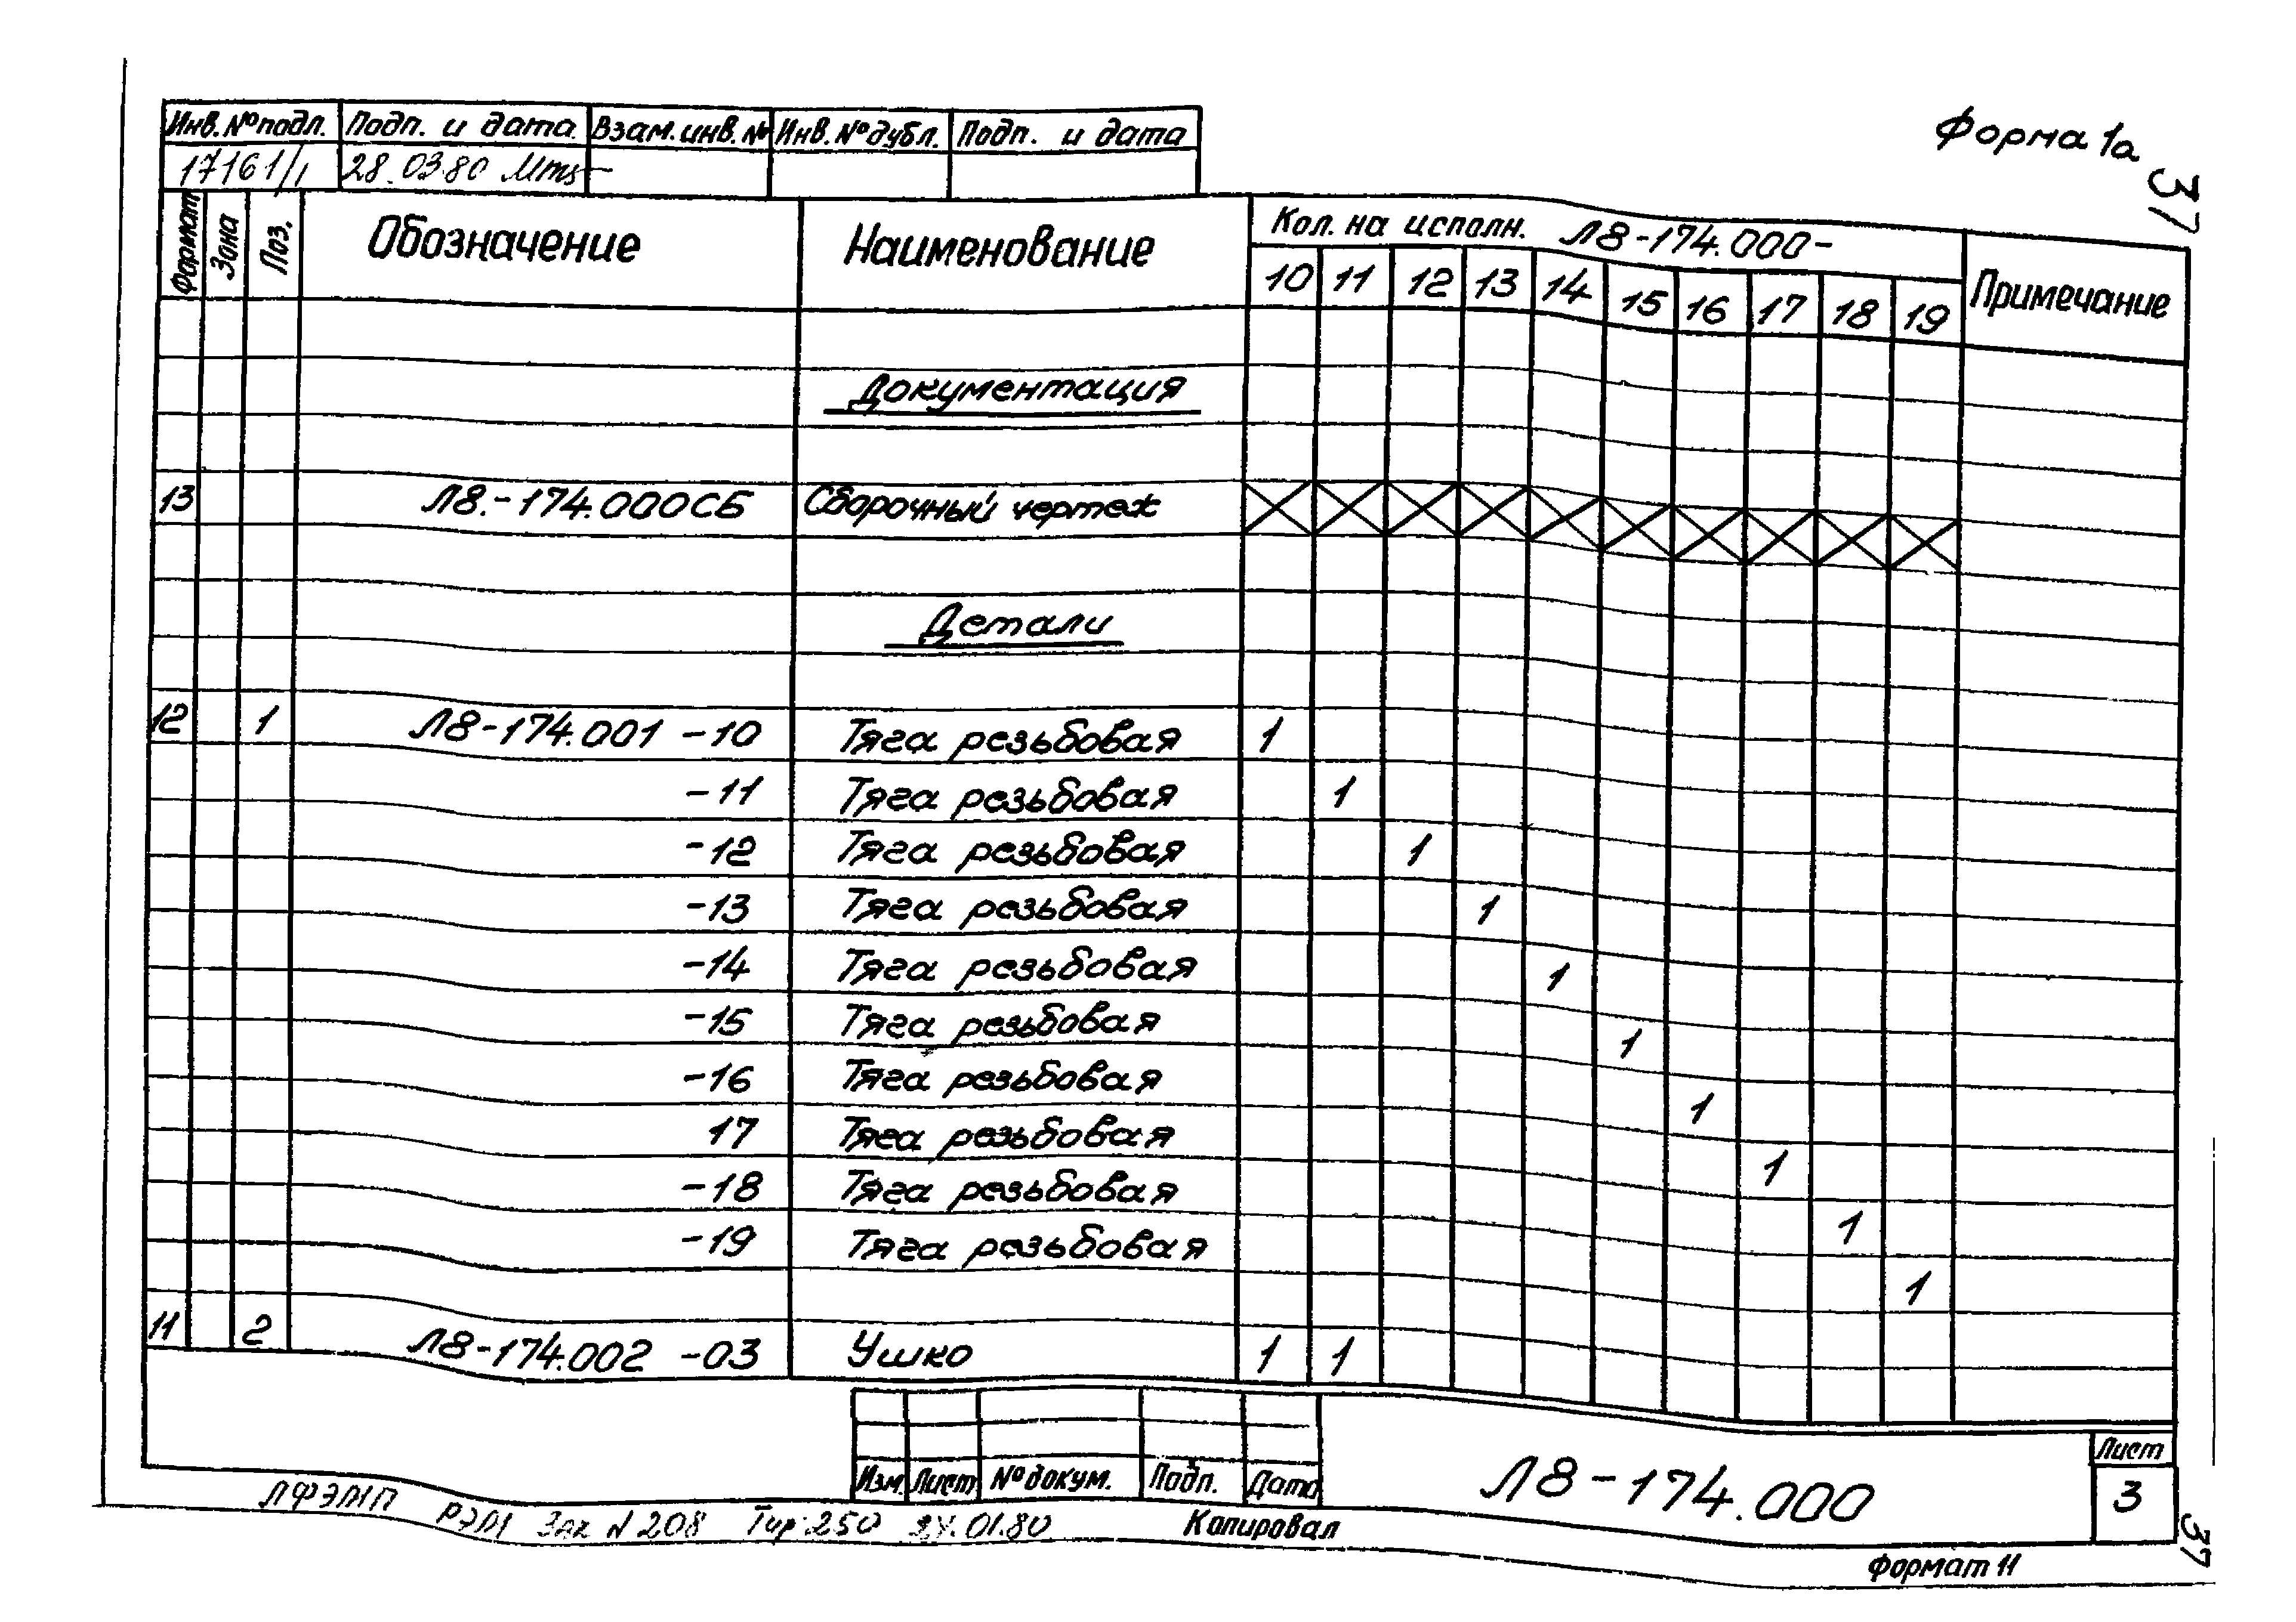 Форма 1а
37
Инв. № подл. Подп. и дата Взам. инв. № Инв. № дубл. Подп. и дата
17161/1 28.03.80
Формат Зона Поз. Обозначение Наименование Кол. на исполн. Л8-174.000- Примечание
10 11 12 13 14 15 16 17 18 19
Документация
13 Л8.-174.000СБ Сборочный чертеж
Детали
12 1 Л8-174.001 -10 Тяга резьбовая 1
-11 Тяга резьбовая 1
-12 Тяга резьбовая 1
-13 Тяга резьбовая 1
-14 Тяга резьбовая 1
-15 Тяга резьбовая 1
-16 Тяга резьбовая 1
17 Тяга резьбовая 1
-18 Тяга резьбовая 1
-19 Тяга резьбовая 1
11 2 Л8-174.002 -03 Ушко 1 1
Изм. Лист № докум. Подп. Дата
Л8-174.000
Лист
3
Зак N 208 Тир. 250 01.80
Копировал
Формат 11
37